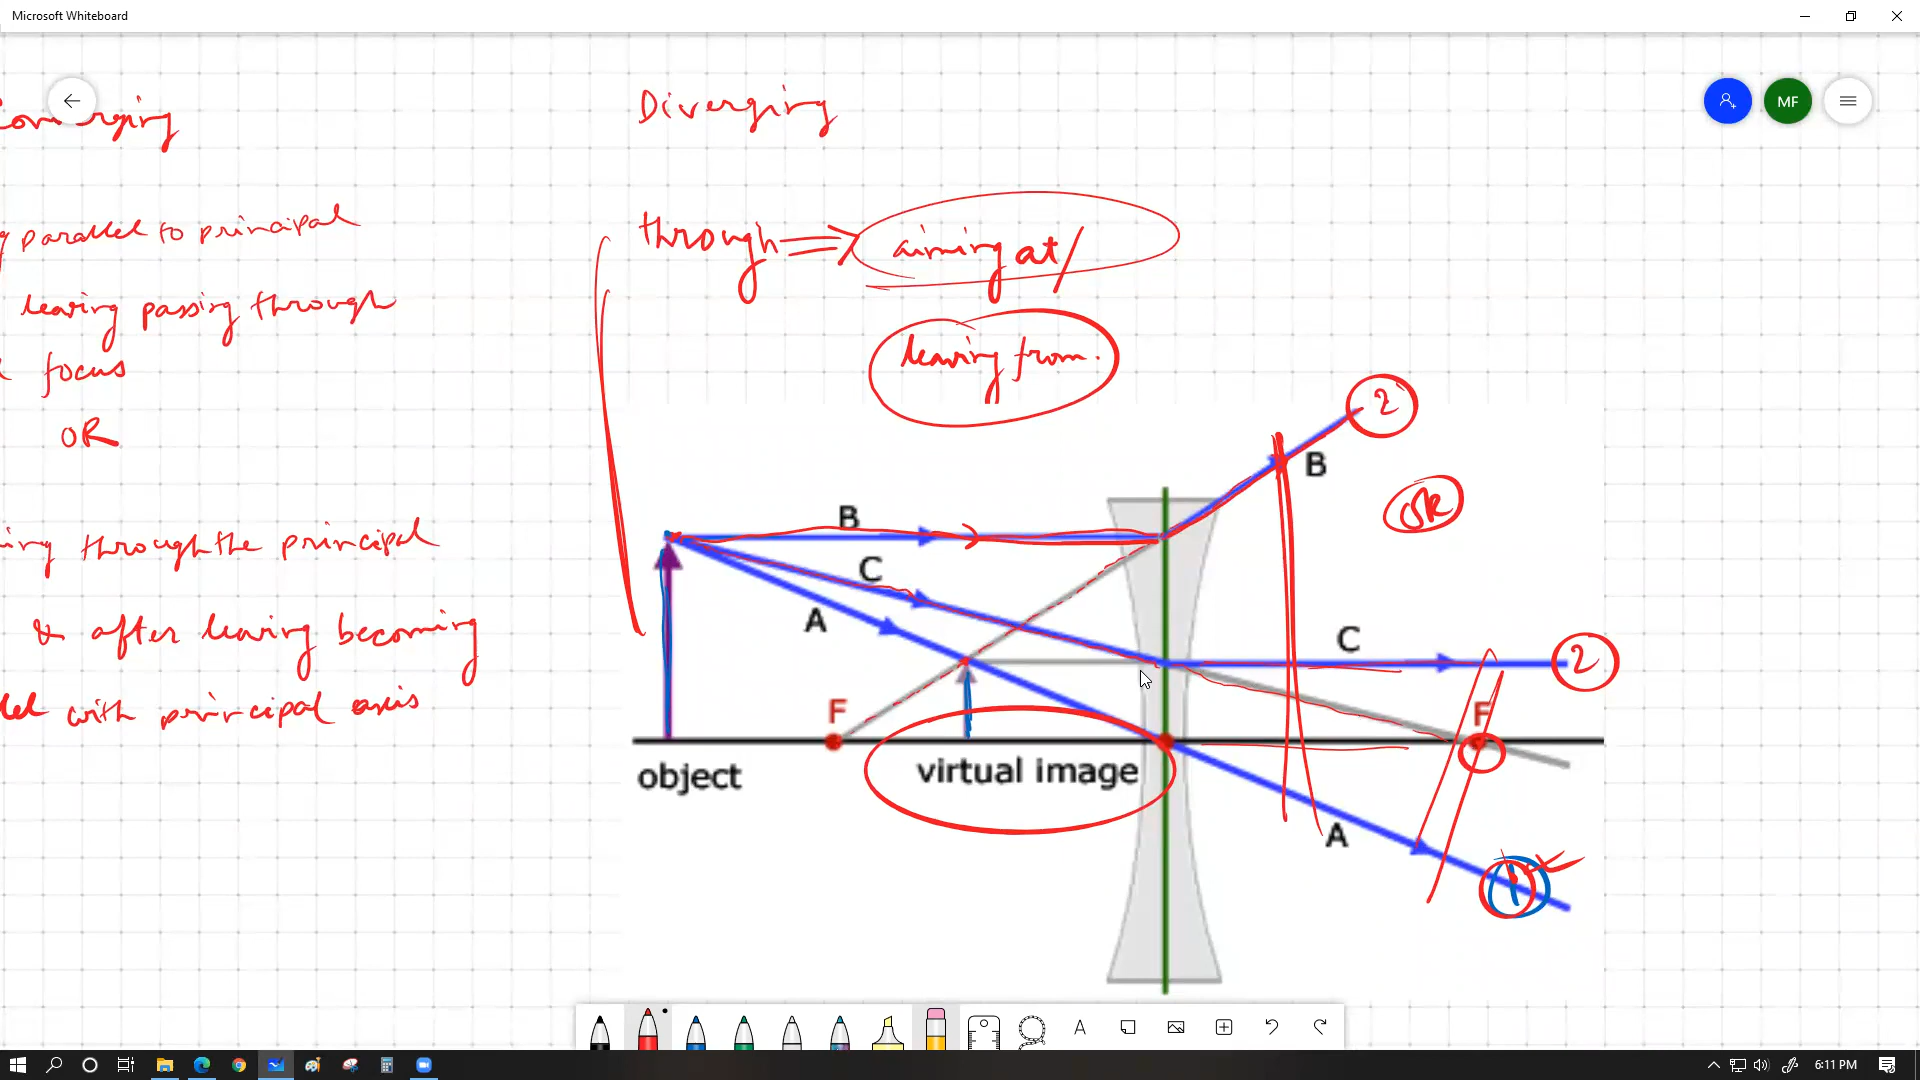 Microsoft Whiteboard
MF
Converging
parallel to principal
leaving passing through
focus
OR
through the principal
& after leaving becoming
with principal axis
Diverging
through ⇒ aiming at/
leaving from.
2
B
OR
B
C
A
C
2
F
F
object
virtual image
A
1
A
6:11 PM